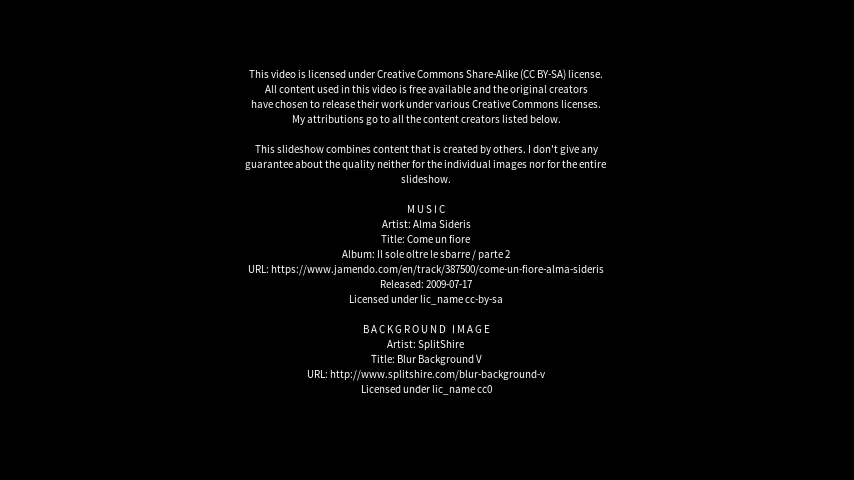 This video is licensed under Creative Commons Share-Alike (CC BY-SA) license.
All content used in this video is free available and the original creators
have chosen to release their work under various Creative Commons licenses.
My attributions go to all the content creators listed below.
This slideshow combines content that is created by others. I don't give any
guarantee about the quality neither for the individual images nor for the entire
slideshow.
MUSIC
Artist: Alma Sideris
Title: Come un fiore
Album: Il sole oltre le sbarre / parte 2
URL: https://www.jamendo.com/en/track/387500/come-un-fiore-alma-sideris
Released: 2009-07-17
Licensed under lic_name cc-by-sa
BACKGROUND IMAGE
Artist: SplitShire
Title: Blur Background V
URL: http://www.splitshire.com/blur-background-v
Licensed under lic_name cc0